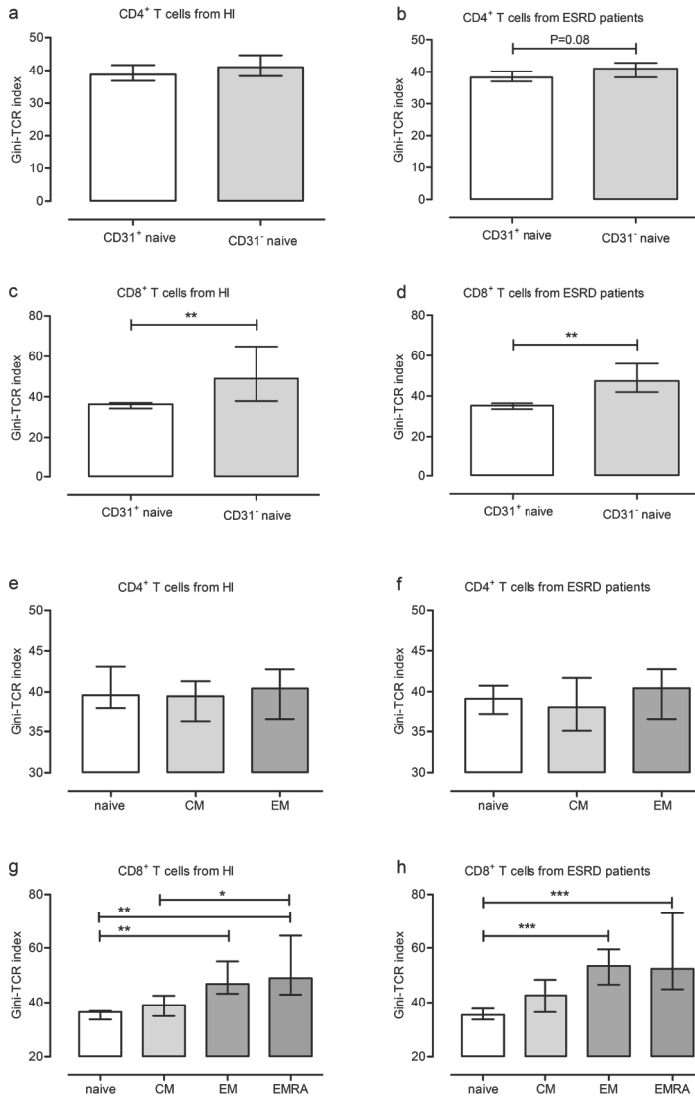 a
CD4⁺ T cells from HI
Gini-TCR index
50
40
30
20
10
0
CD31⁺ naive
CD31⁻ naive
b
CD4⁺ T cells from ESRD patients
P=0.08
Gini-TCR index
50
40
30
20
10
0
CD31⁺ naive
CD31⁻ naive
c
CD8⁺ T cells from HI
**
Gini-TCR index
80
60
40
20
0
CD31⁺ naive
CD31⁻ naive
d
CD8⁺ T cells from ESRD patients
**
Gini-TCR index
80
60
40
20
0
CD31⁺ naive
CD31⁻ naive
e
CD4⁺ T cells from HI
Gini-TCR index
50
45
40
35
30
naive CM EM
f
CD4⁺ T cells from ESRD patients
Gini-TCR index
50
45
40
35
30
naive CM EM
g
CD8⁺ T cells from HI
*
**
**
Gini-TCR index
80
60
40
20
naive CM EM EMRA
h
CD8⁺ T cells from ESRD patients
***
***
Gini-TCR index
80
60
40
20
naive CM EM EMRA